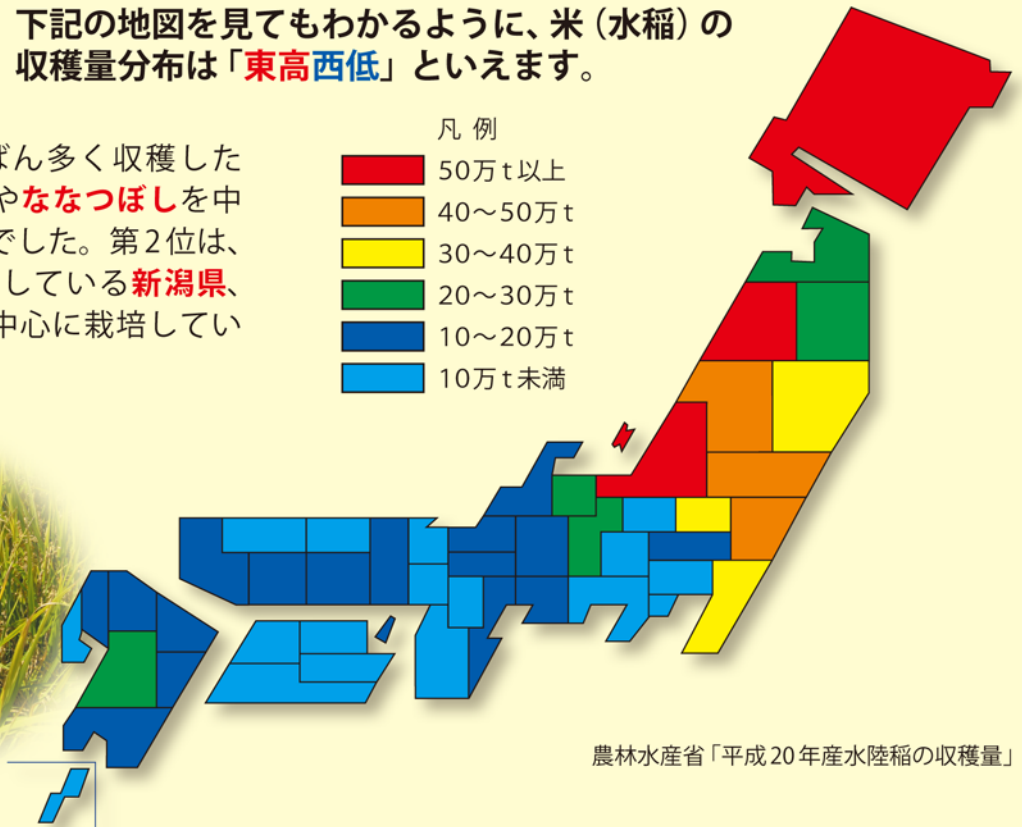 下記の地図を見てもわかるように、米（水稲）の
収穫量分布は「東高西低」といえます。
ばん多く収穫した
やななつぼしを中
でした。第2位は、
している新潟県、
中心に栽培してい
凡 例
50万t以上
40～50万t
30～40万t
20～30万t
10～20万t
10万t未満
農林水産省「平成20年産水陸稲の収穫量」